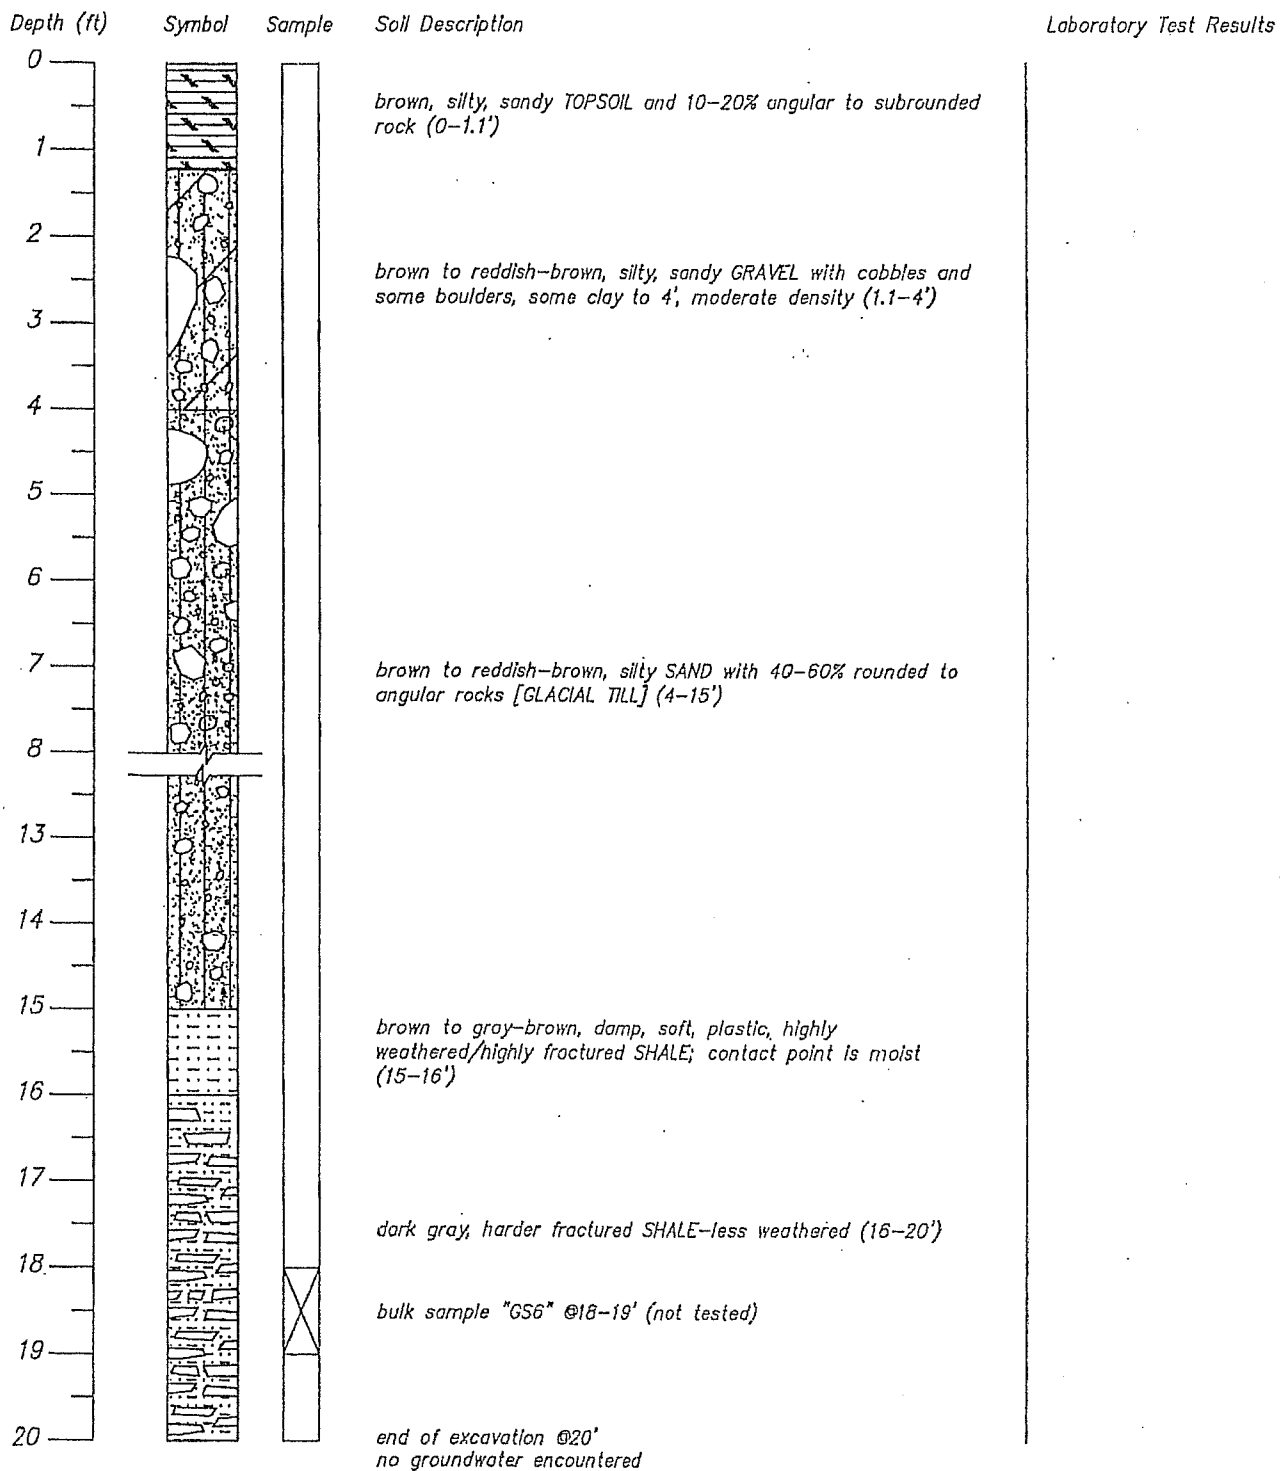 Depth (ft) Symbol Sample Soil Description Laboratory Test Results
0
brown, silty, sandy TOPSOIL and 10-20% angular to subrounded
rock (0-1.1')
1
2
brown to reddish-brown, silty, sandy GRAVEL with cobbles and
some boulders, some clay to 4', moderate density (1.1-4')
3
4
5
6
7
brown to reddish-brown, silty SAND with 40-60% rounded to
angular rocks [GLACIAL TILL] (4-15')
8
13
14
15
brown to gray-brown, damp, soft, plastic, highly
weathered/highly fractured SHALE; contact point is moist
(15-16')
16
17
dark gray, harder fractured SHALE-less weathered (16-20')
18
bulk sample "GS6" @18-19' (not tested)
19
20
end of excavation @20'
no groundwater encountered